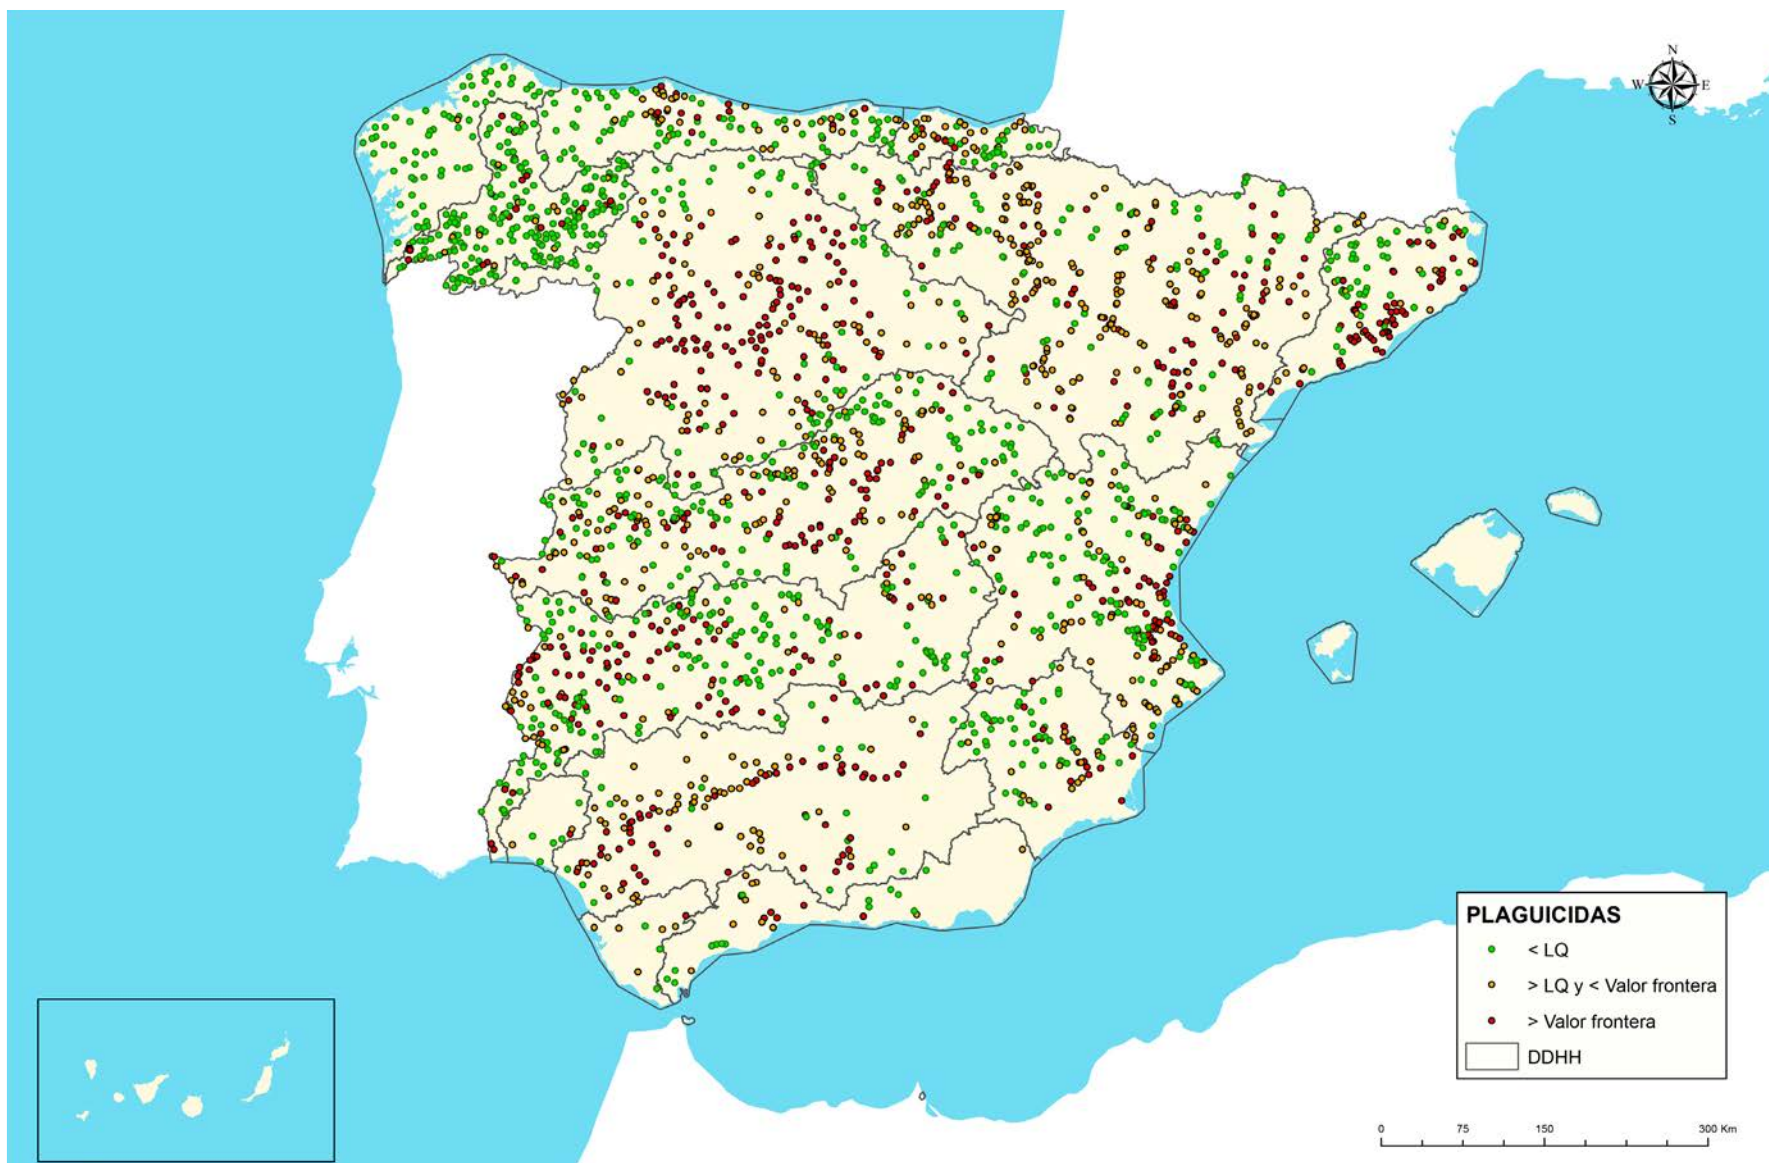 N
W E
S
PLAGUICIDAS
< LQ
> LQ y < Valor frontera
> Valor frontera
DDHH
0 75 150 300 Km